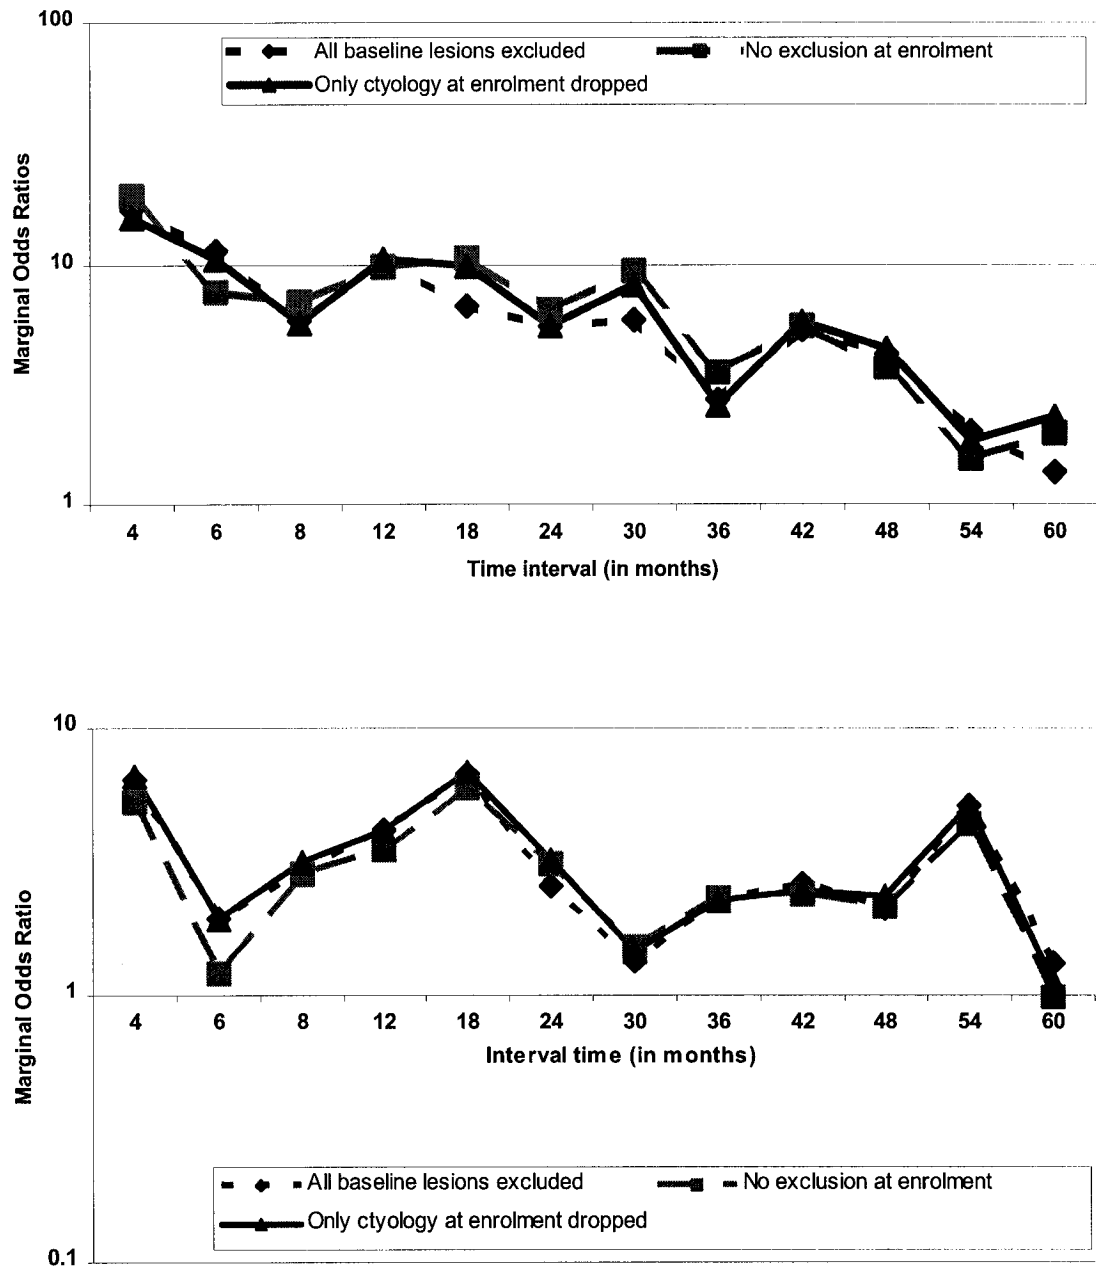 100
All baseline lesions excluded No exclusion at enrolment
Only ctyology at enrolment dropped
Marginal Odds Ratios
10
1
4 6 8 12 18 24 30 36 42 48 54 60
Time interval (in months)
10
Marginal Odds Ratio
1
4 6 8 12 18 24 30 36 42 48 54 60
Interval time (in months)
All baseline lesions excluded No exclusion at enrolment
Only ctyology at enrolment dropped
0.1